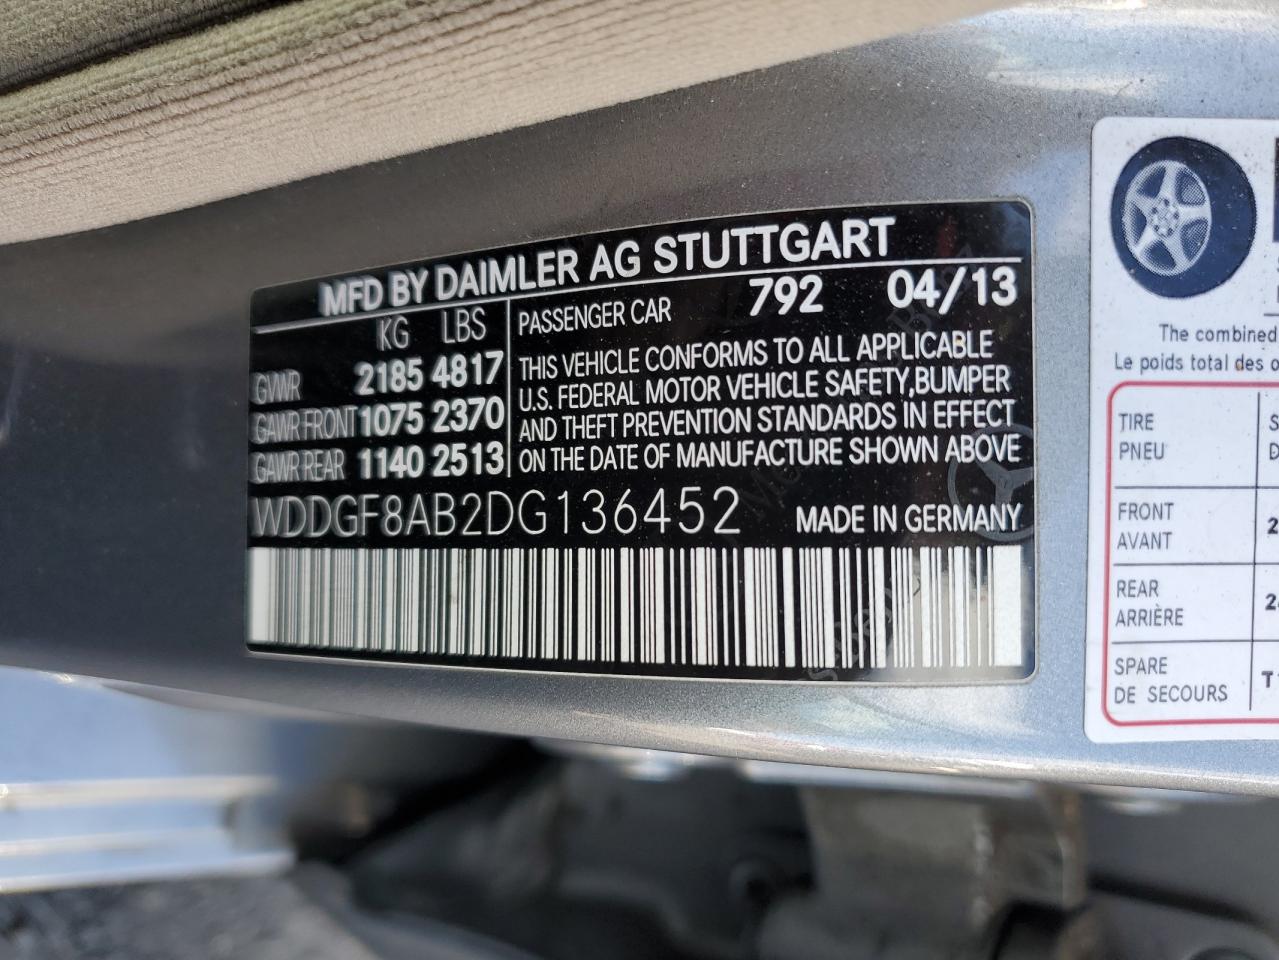 MFD BY DAIMLER AG STUTTGART
KG LBS
GVWR 2185 4817
GAWR FRONT 1075 2370
GAWR REAR 1140 2513
PASSENGER CAR 792 04/13
THIS VEHICLE CONFORMS TO ALL APPLICABLE
U.S. FEDERAL MOTOR VEHICLE SAFETY,BUMPER
AND THEFT PREVENTION STANDARDS IN EFFECT
ON THE DATE OF MANUFACTURE SHOWN ABOVE
WDDGF8AB2DG136452 MADE IN GERMANY
The combined
Le poids total des
TIRE
PNEU
FRONT
AVANT
REAR
ARRIÈRE
SPARE
DE SECOURS